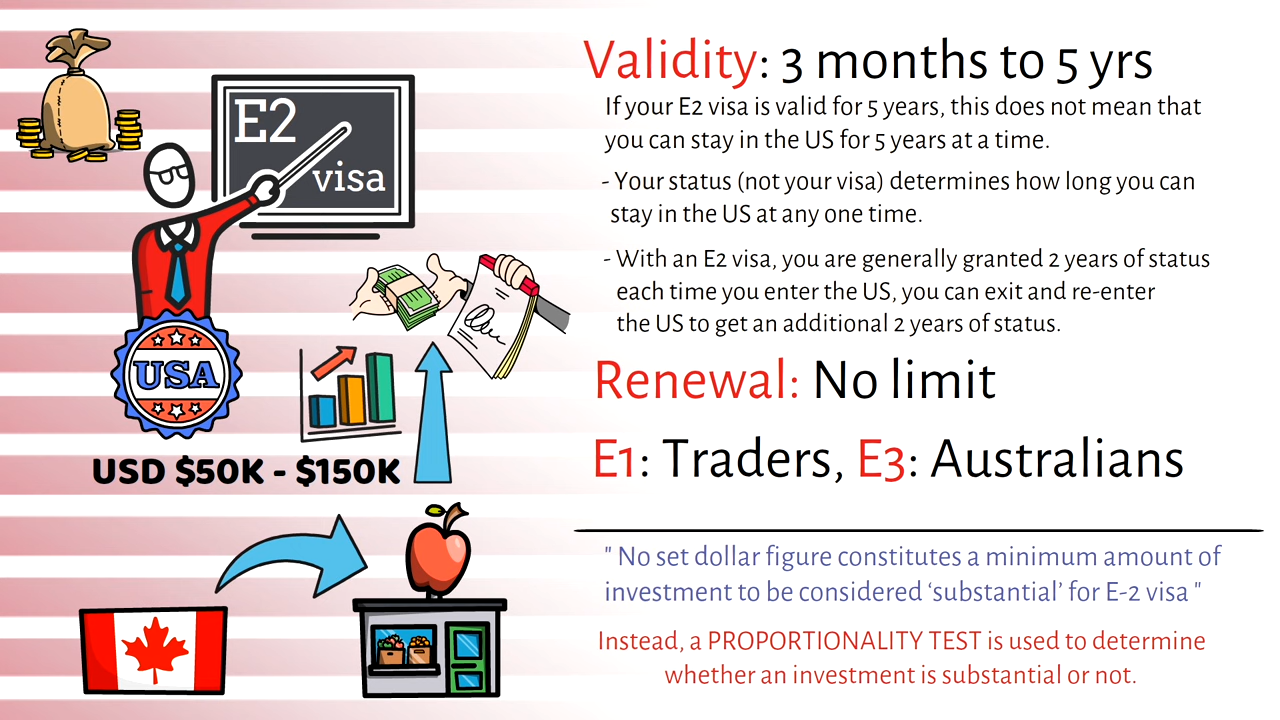 E2
visa
USA
USD $50K - $150K
Validity: 3 months to 5 yrs
If your E2 visa is valid for 5 years, this does not mean that
you can stay in the US for 5 years at a time.
- Your status (not your visa) determines how long you can
stay in the US at any one time.
- With an E2 visa, you are generally granted 2 years of status
each time you enter the US, you can exit and re-enter
the US to get an additional 2 years of status.
Renewal: No limit
E1: Traders, E3: Australians
" No set dollar figure constitutes a minimum amount of
investment to be considered ‘substantial’ for E-2 visa "
Instead, a PROPORTIONALITY TEST is used to determine
whether an investment is substantial or not.